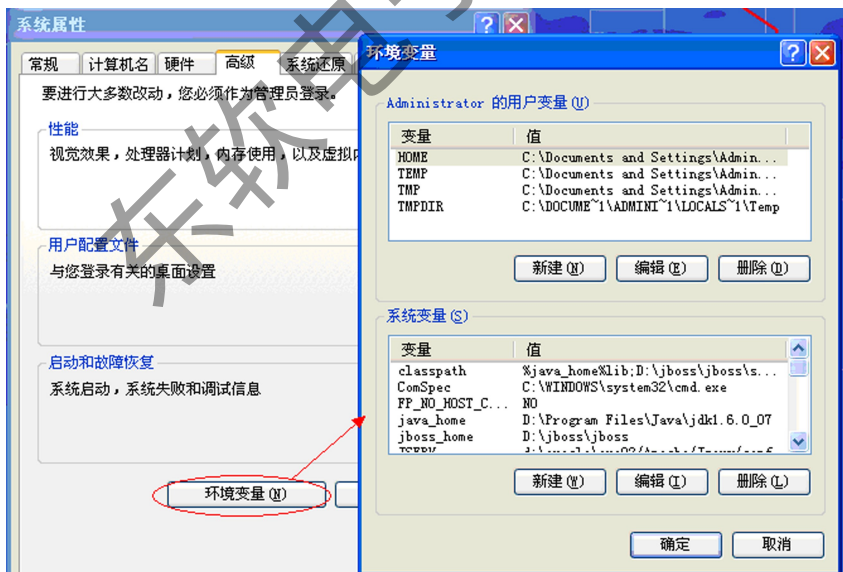 系统属性
常规 计算机名 硬件 高级 系统还原
要进行大多数改动，您必须作为管理员登录。
性能
视觉效果，处理器计划，内存使用，以及虚拟
用户配置文件
与您登录有关的桌面设置
启动和故障恢复
系统启动，系统失败和调试信息
环境变量(N)
环境变量
Administrator 的用户变量(U)
变量 值
HOME C:\Documents and Settings\Admin...
TEMP C:\Documents and Settings\Admin...
TMP C:\Documents and Settings\Admin...
TMPDIR C:\DOCUME~1\ADMINI~1\LOCALS~1\Temp
新建(N) 编辑(E) 删除(D)
系统变量(S)
变量 值
classpath %java_home%lib;D:\jboss\jboss\s...
ComSpec C:\WINDOWS\system32\cmd.exe
FP_NO_HOST_C... NO
java_home D:\Program Files\Java\jdk1.6.0_07
jboss_home D:\jboss\jboss
新建(W) 编辑(I) 删除(L)
确定 取消
东软电